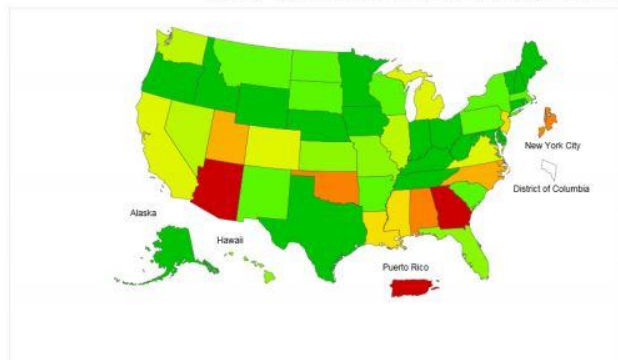 New York City
District of Columbia
Alaska
Hawaii
Puerto Rico